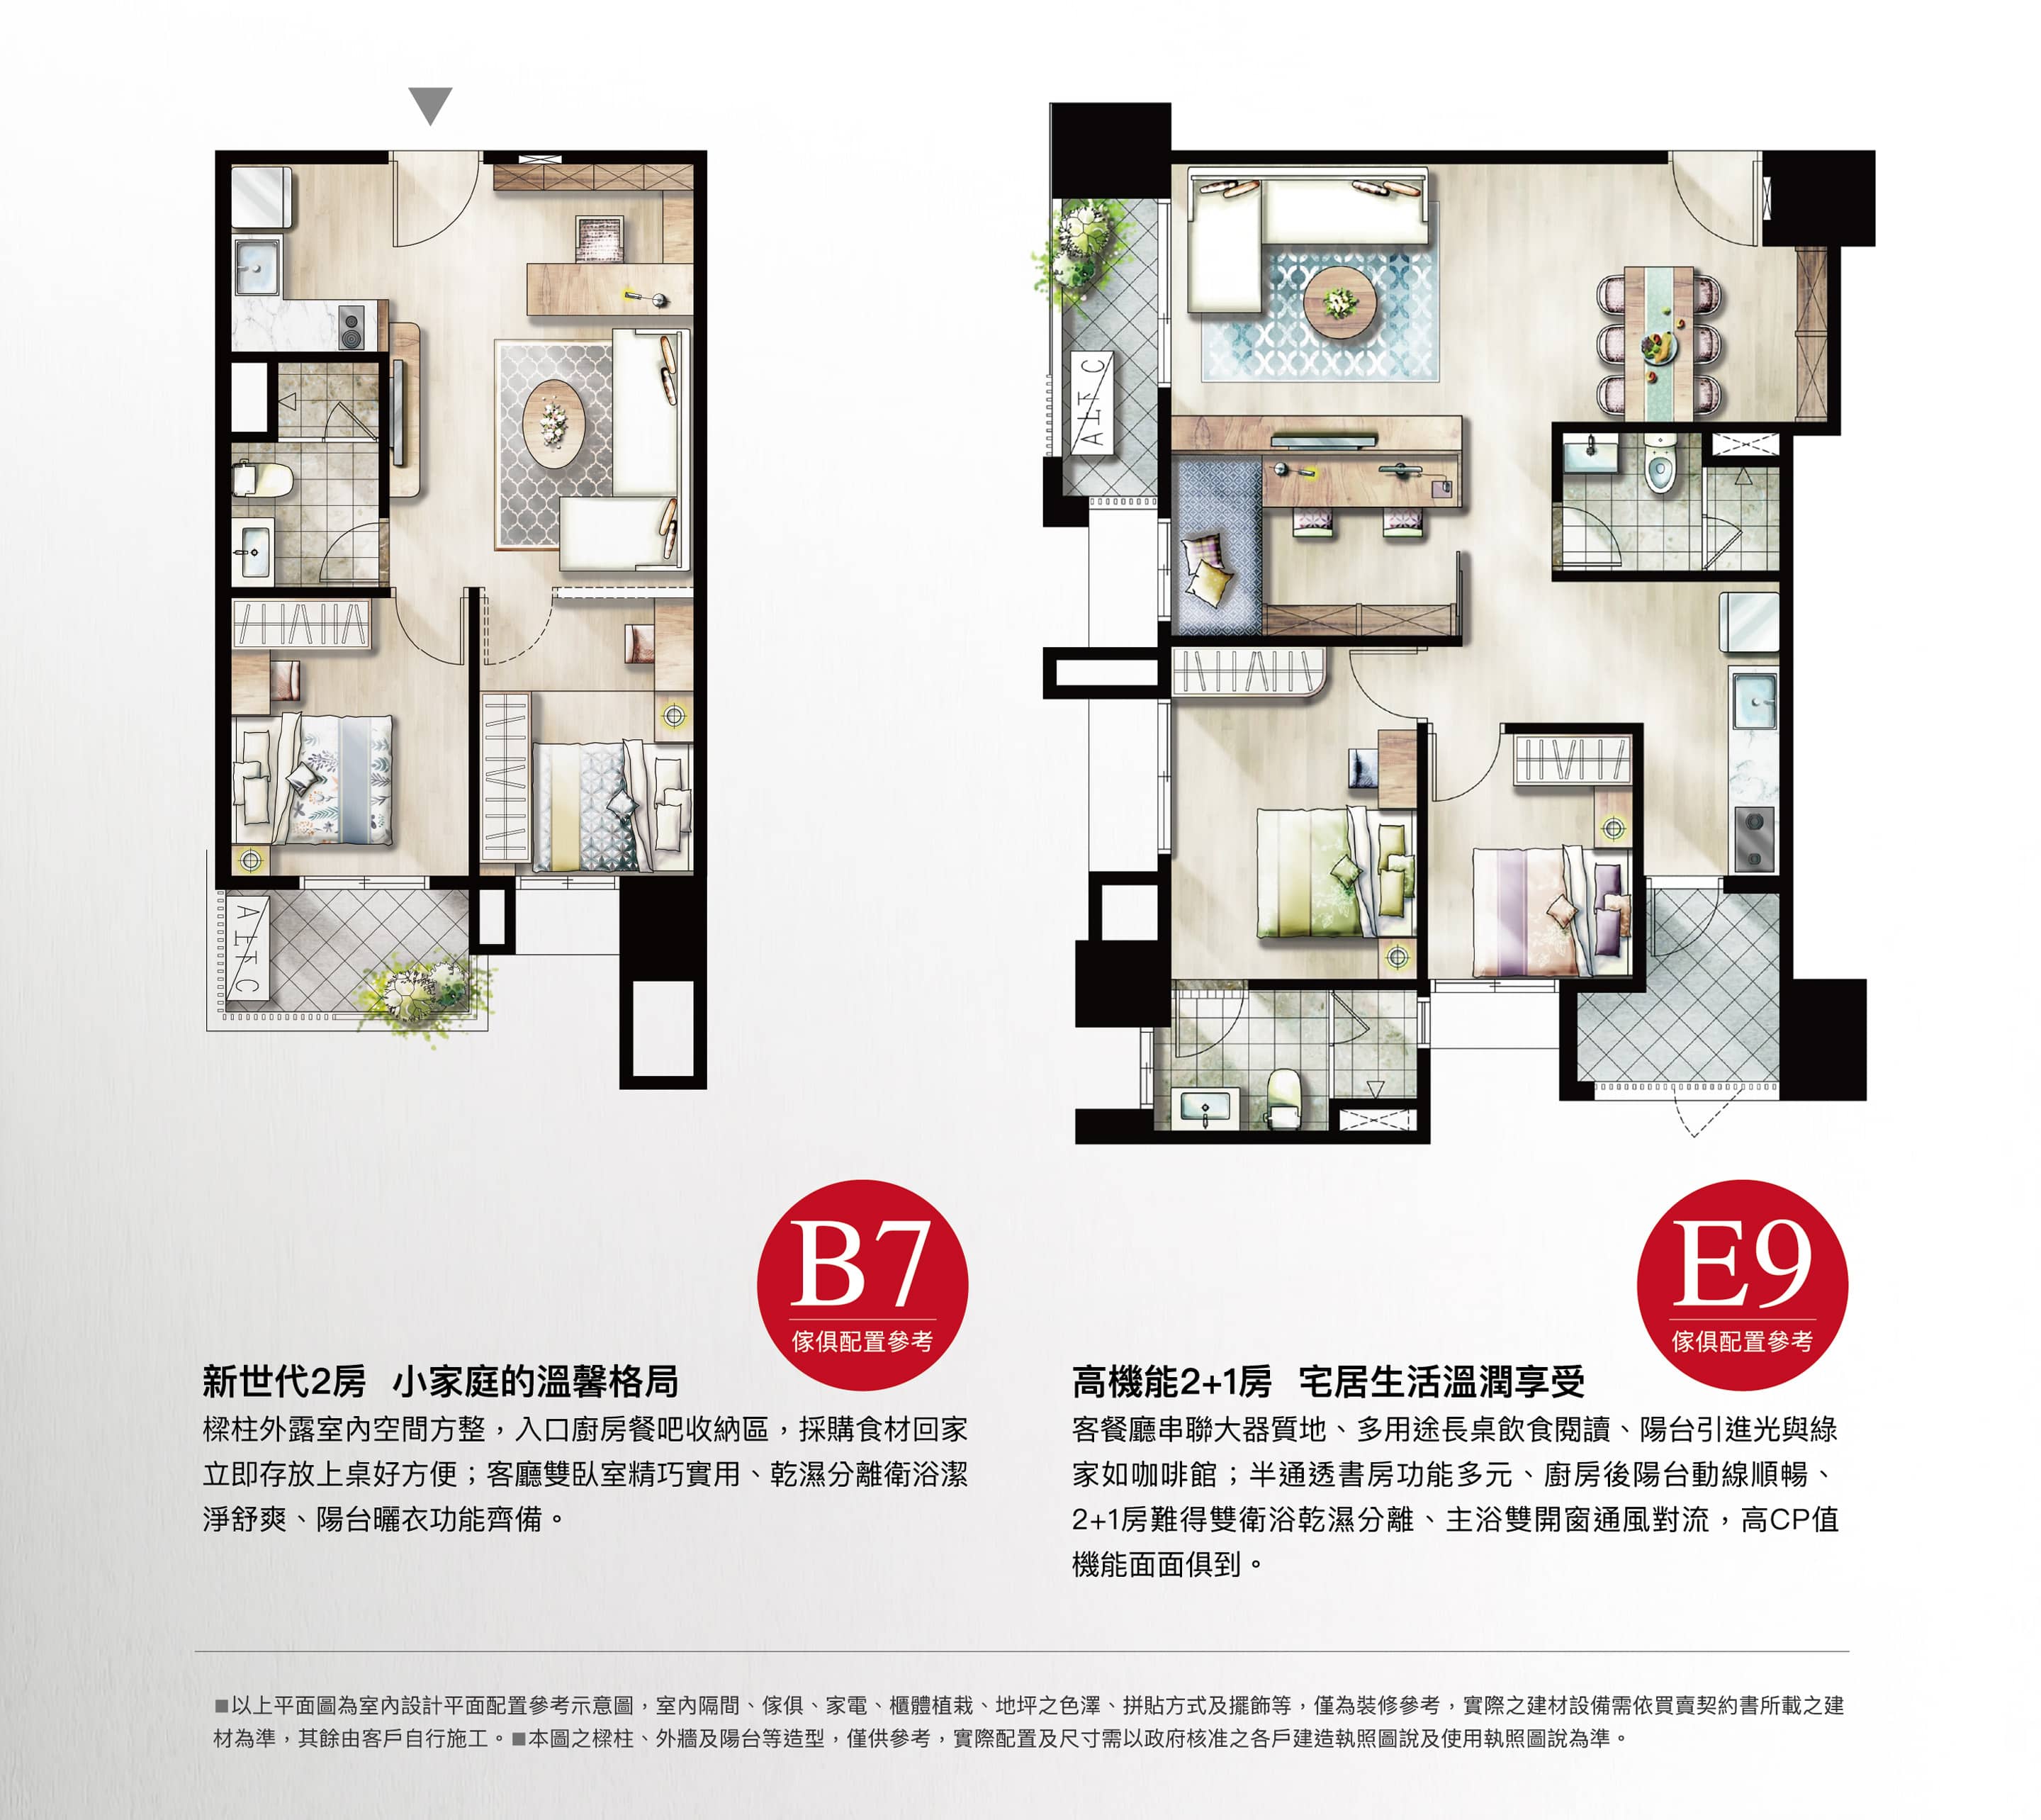 A/C
A/C
B7
傢俱配置參考
E9
傢俱配置參考
新世代2房 小家庭的溫馨格局
樑柱外露室內空間方整，入口廚房餐吧收納區，採購食材回家
立即存放上桌好方便；客廳雙臥室精巧實用、乾濕分離衛浴潔
淨舒爽、陽台曬衣功能齊備。
高機能2+1房 宅居生活溫潤享受
客餐廳串聯大器質地、多用途長桌飲食閱讀、陽台引進光與綠
家如咖啡館；半通透書房功能多元、廚房後陽台動線順暢、
2+1房難得雙衛浴乾濕分離、主浴雙開窗通風對流，高CP值
機能面面俱到。
■以上平面圖為室內設計平面配置參考示意圖，室內隔間、傢俱、家電、櫃體植栽、地坪之色澤、拼貼方式及擺飾等，僅為裝修參考，實際之建材設備需依買賣契約書所載之建
材為準，其餘由客戶自行施工。■本圖之樑柱、外牆及陽台等造型，僅供參考，實際配置及尺寸需以政府核准之各戶建造執照圖說及使用執照圖說為準。